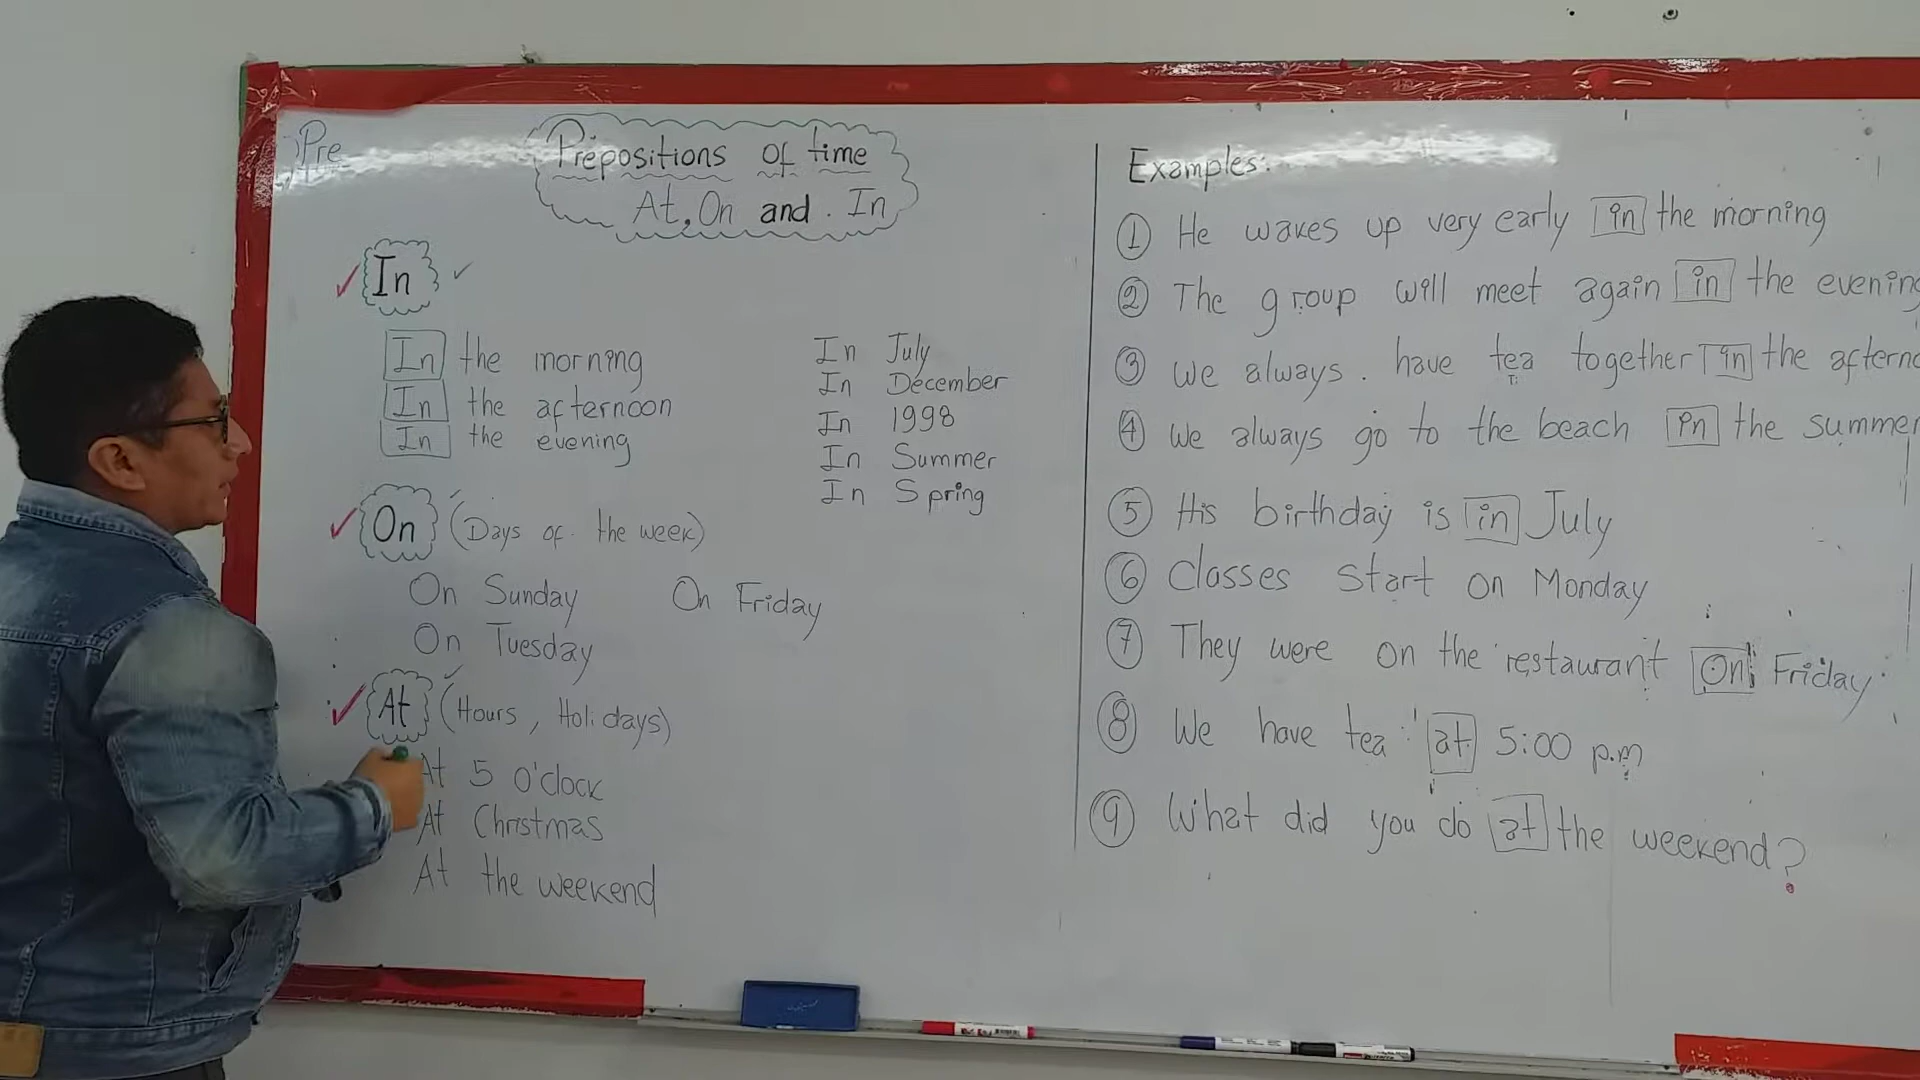 Pre
Prepositions of time
At, On and. In
In
In the morning
In the afternoon
In the evening
In July
In December
In 1998
In Summer
In Spring
On (Days of the week)
On Sunday
On Friday
On Tuesday
At (Hours, Holidays)
At 5 o'clock
At Christmas
At the weekend
Examples:
1 He wakes up very early in the morning
2 The group will meet again in the evening
3 We always. have tea together in the afterno
4 We always go to the beach in the summer
5 His birthday is in July
6 Classes Start on Monday
7 They were on the restaurant On Friday
8 We have tea at 5:00 p.m
9 What did you do at the weekend?